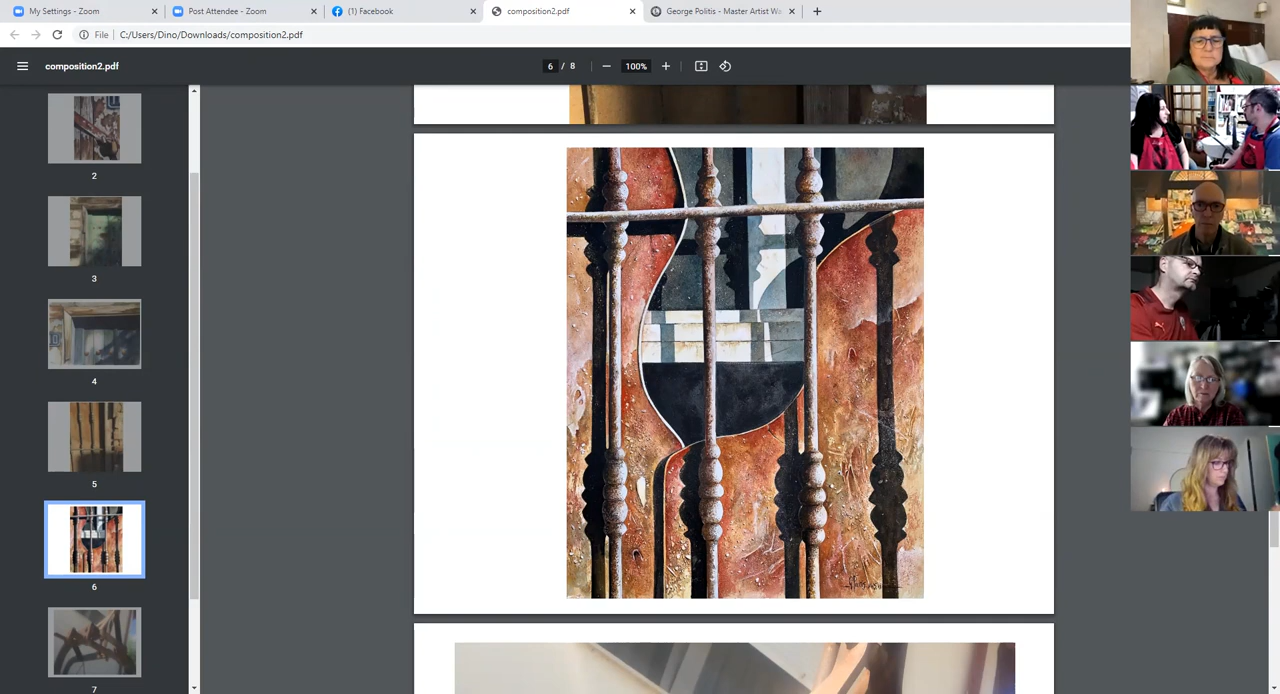 My Settings - Zoom
Post Attendee - Zoom
(1) Facebook
composition2.pdf
George Politis - Master Artist Wa
File
C:/Users/Dino/Downloads/composition2.pdf
composition2.pdf
6 / 8
100%
2
3
4
5
6
7